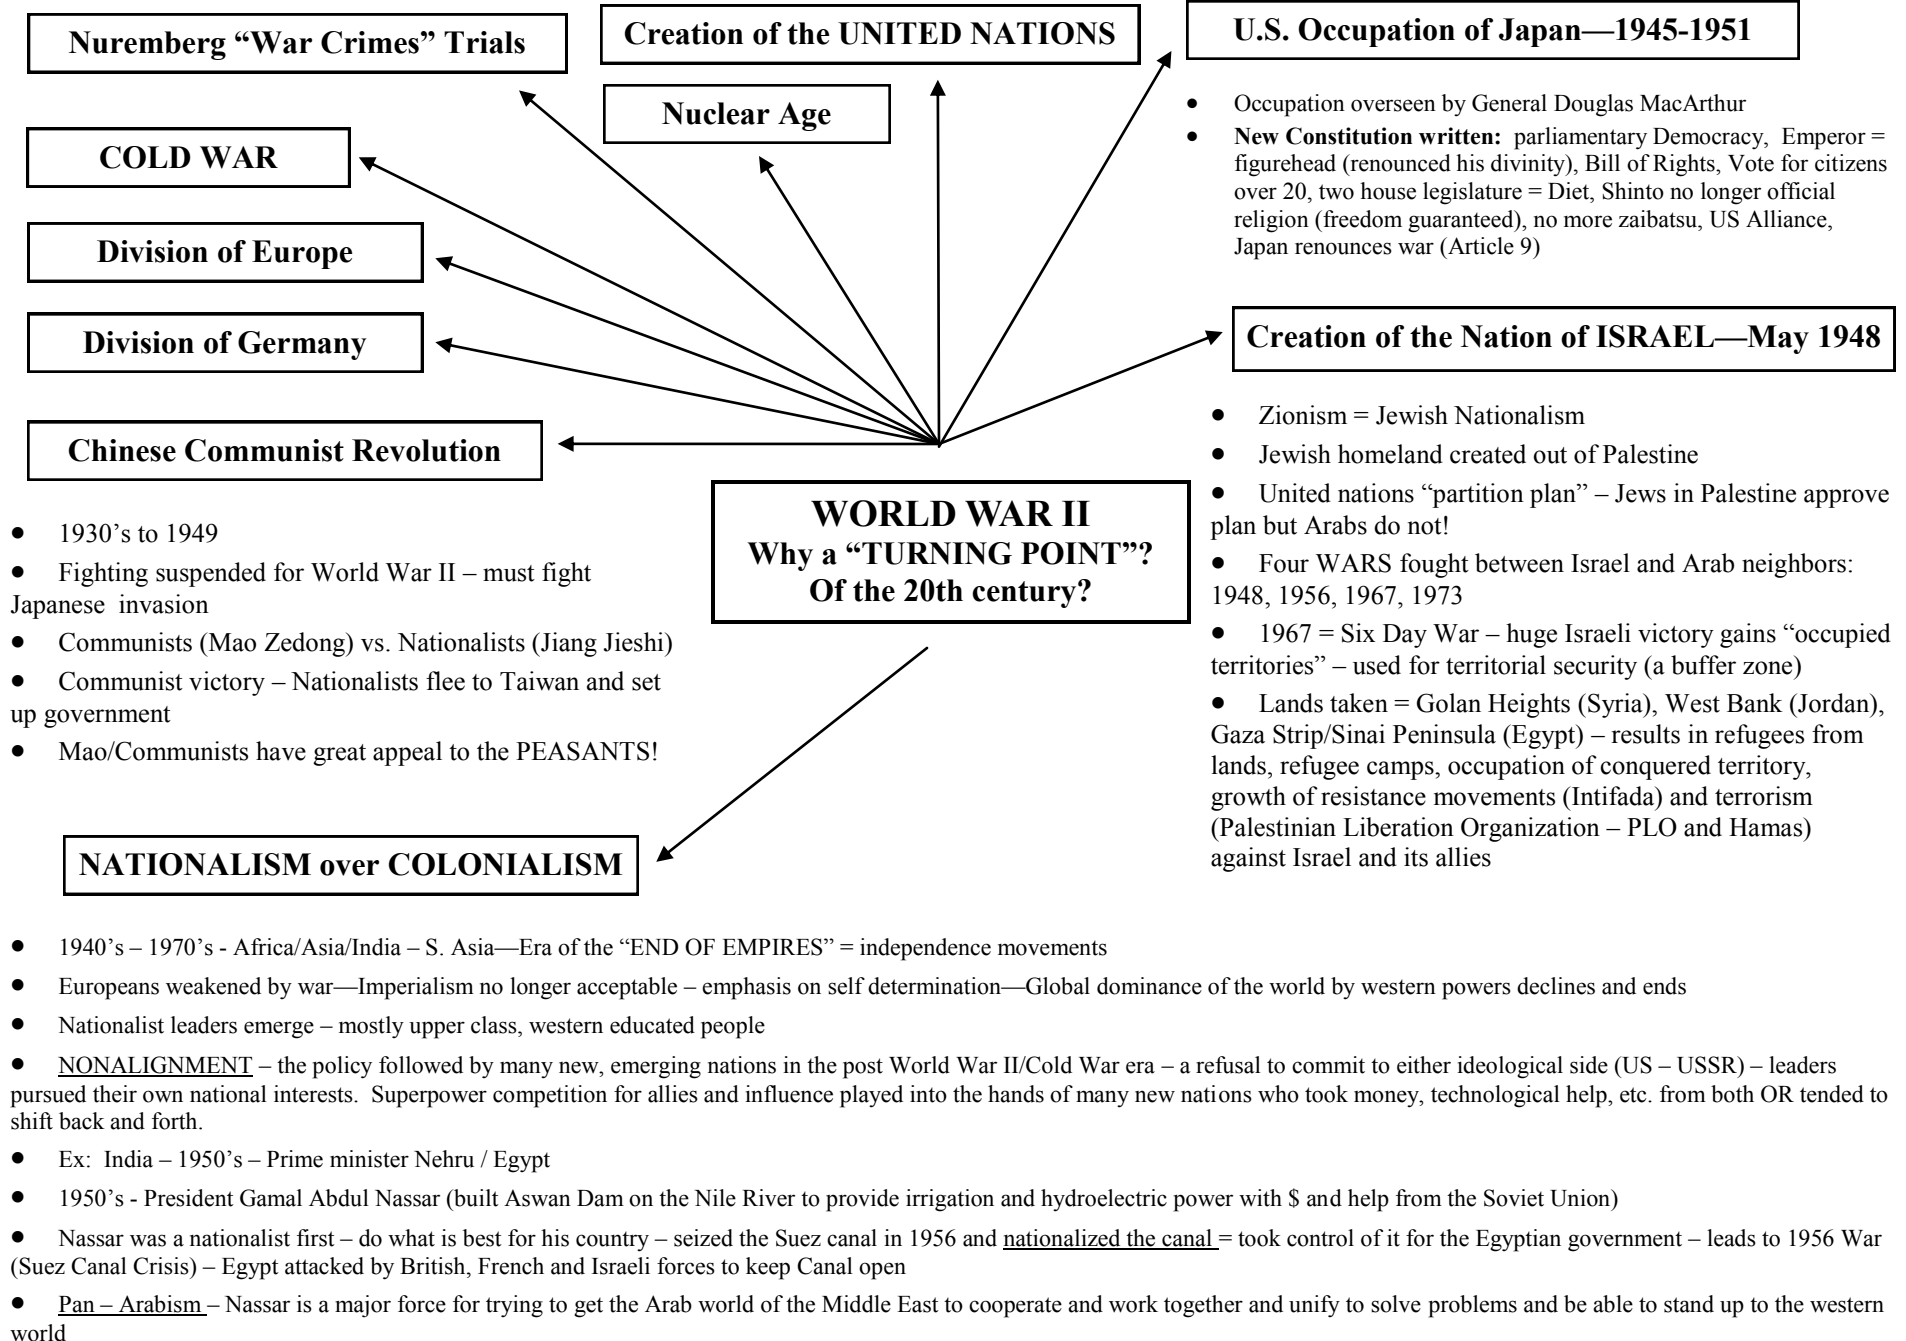 Nuremberg “War Crimes” Trials
Creation of the UNITED NATIONS
U.S. Occupation of Japan—1945-1951
Nuclear Age
COLD WAR
Division of Europe
Division of Germany
Chinese Communist Revolution
• Occupation overseen by General Douglas MacArthur
• New Constitution written: parliamentary Democracy, Emperor =
figurehead (renounced his divinity), Bill of Rights, Vote for citizens
over 20, two house legislature = Diet, Shinto no longer official
religion (freedom guaranteed), no more zaibatsu, US Alliance,
Japan renounces war (Article 9)
Creation of the Nation of ISRAEL—May 1948
• Zionism = Jewish Nationalism
• Jewish homeland created out of Palestine
• United nations “partition plan” – Jews in Palestine approve
plan but Arabs do not!
• Four WARS fought between Israel and Arab neighbors:
1948, 1956, 1967, 1973
• 1967 = Six Day War – huge Israeli victory gains “occupied
territories” – used for territorial security (a buffer zone)
• Lands taken = Golan Heights (Syria), West Bank (Jordan),
Gaza Strip/Sinai Peninsula (Egypt) – results in refugees from
lands, refugee camps, occupation of conquered territory,
growth of resistance movements (Intifada) and terrorism
(Palestinian Liberation Organization – PLO and Hamas)
against Israel and its allies
WORLD WAR II
Why a “TURNING POINT”?
Of the 20th century?
• 1930’s to 1949
• Fighting suspended for World War II – must fight
Japanese invasion
• Communists (Mao Zedong) vs. Nationalists (Jiang Jieshi)
• Communist victory – Nationalists flee to Taiwan and set
up government
• Mao/Communists have great appeal to the PEASANTS!
NATIONALISM over COLONIALISM
• 1940’s – 1970’s - Africa/Asia/India – S. Asia—Era of the “END OF EMPIRES” = independence movements
• Europeans weakened by war—Imperialism no longer acceptable – emphasis on self determination—Global dominance of the world by western powers declines and ends
• Nationalist leaders emerge – mostly upper class, western educated people
• NONALIGNMENT – the policy followed by many new, emerging nations in the post World War II/Cold War era – a refusal to commit to either ideological side (US – USSR) – leaders
pursued their own national interests. Superpower competition for allies and influence played into the hands of many new nations who took money, technological help, etc. from both OR tended to
shift back and forth.
• Ex: India – 1950’s – Prime minister Nehru / Egypt
• 1950’s - President Gamal Abdul Nassar (built Aswan Dam on the Nile River to provide irrigation and hydroelectric power with $ and help from the Soviet Union)
• Nassar was a nationalist first – do what is best for his country – seized the Suez canal in 1956 and nationalized the canal = took control of it for the Egyptian government – leads to 1956 War
(Suez Canal Crisis) – Egypt attacked by British, French and Israeli forces to keep Canal open
• Pan – Arabism – Nassar is a major force for trying to get the Arab world of the Middle East to cooperate and work together and unify to solve problems and be able to stand up to the western
world